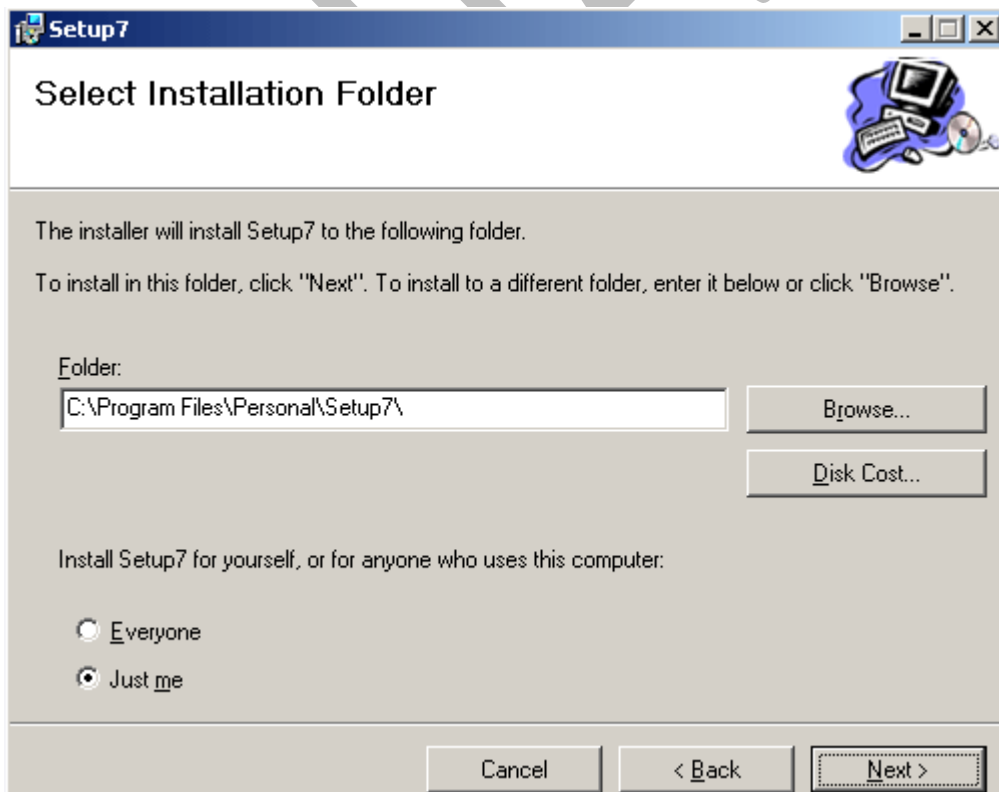 Setup7
Select Installation Folder
The installer will install Setup7 to the following folder.
To install in this folder, click "Next". To install to a different folder, enter it below or click "Browse".
Folder:
C:\Program Files\Personal\Setup7\
Browse...
Disk Cost...
Install Setup7 for yourself, or for anyone who uses this computer:
Everyone
Just me
Cancel < Back Next >